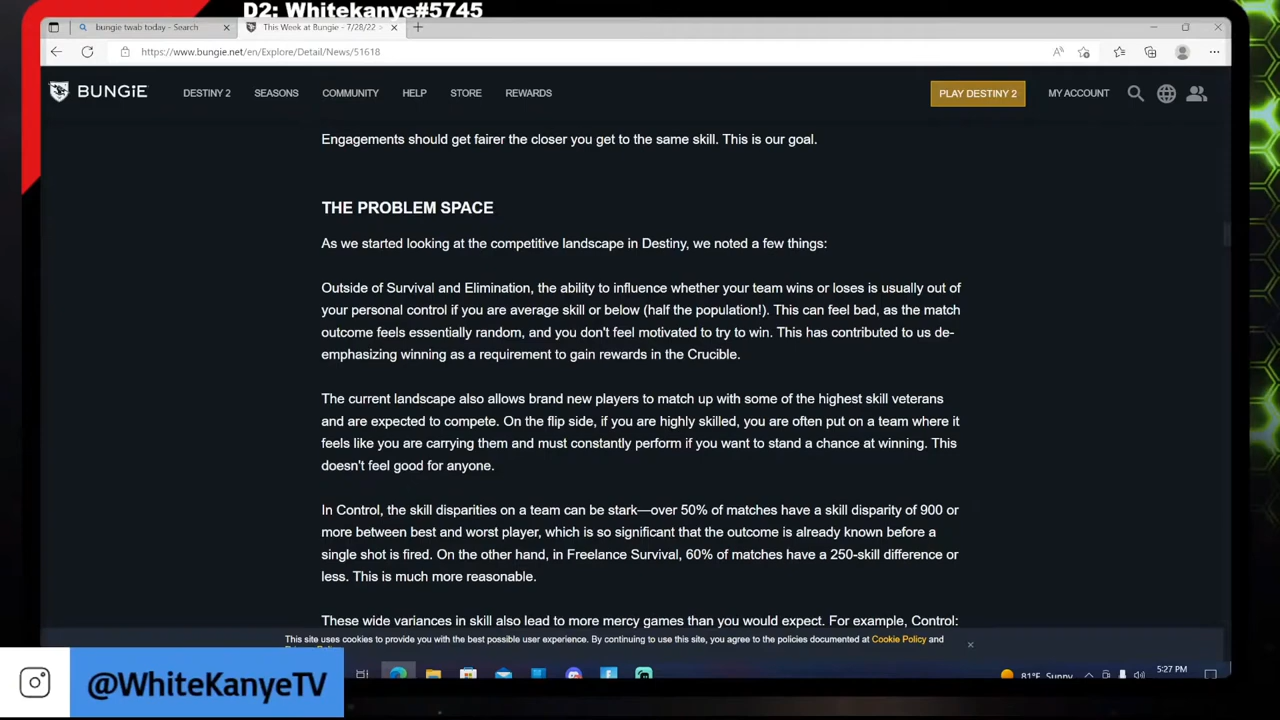 D2: Whitekanye#5745
bungie twab today - Search
This Week at Bungie - 7/28/22 >
https://www.bungie.net/en/Explore/Detail/News/51618
BUNGiE
DESTINY 2 SEASONS COMMUNITY HELP STORE REWARDS
PLAY DESTINY 2 MY ACCOUNT
Engagements should get fairer the closer you get to the same skill. This is our goal.
THE PROBLEM SPACE
As we started looking at the competitive landscape in Destiny, we noted a few things:
Outside of Survival and Elimination, the ability to influence whether your team wins or loses is usually out of
your personal control if you are average skill or below (half the population!). This can feel bad, as the match
outcome feels essentially random, and you don't feel motivated to try to win. This has contributed to us de-
emphasizing winning as a requirement to gain rewards in the Crucible.
The current landscape also allows brand new players to match up with some of the highest skill veterans
and are expected to compete. On the flip side, if you are highly skilled, you are often put on a team where it
feels like you are carrying them and must constantly perform if you want to stand a chance at winning. This
doesn't feel good for anyone.
In Control, the skill disparities on a team can be stark—over 50% of matches have a skill disparity of 900 or
more between best and worst player, which is so significant that the outcome is already known before a
single shot is fired. On the other hand, in Freelance Survival, 60% of matches have a 250-skill difference or
less. This is much more reasonable.
These wide variances in skill also lead to more mercy games than you would expect. For example, Control:
This site uses cookies to provide you with the best possible user experience. By continuing to use this site, you agree to the policies documented at Cookie Policy and
81°F Sunny
5:27 PM
@WhiteKanyeTV